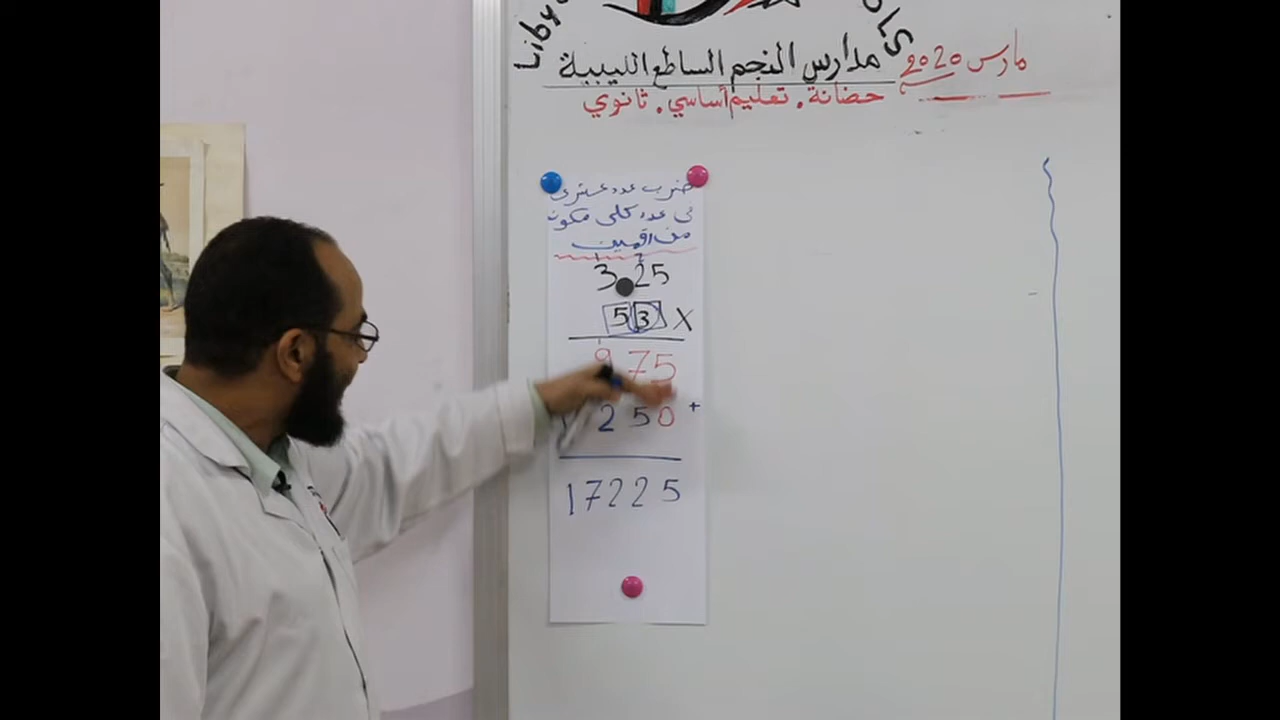 مارس 2020
مدارس النجم الساطع الليبية
حضانة . تعليم أساسي . ثانوي
ضرب عدد عشري
في عدد كلي مكون
من رقمين
3.25
53 X
975
250 +
17225